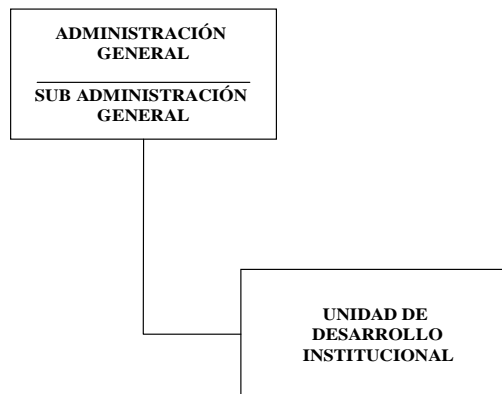 ADMINISTRACIÓN
GENERAL
SUB ADMINISTRACIÓN
GENERAL
UNIDAD DE
DESARROLLO
INSTITUCIONAL